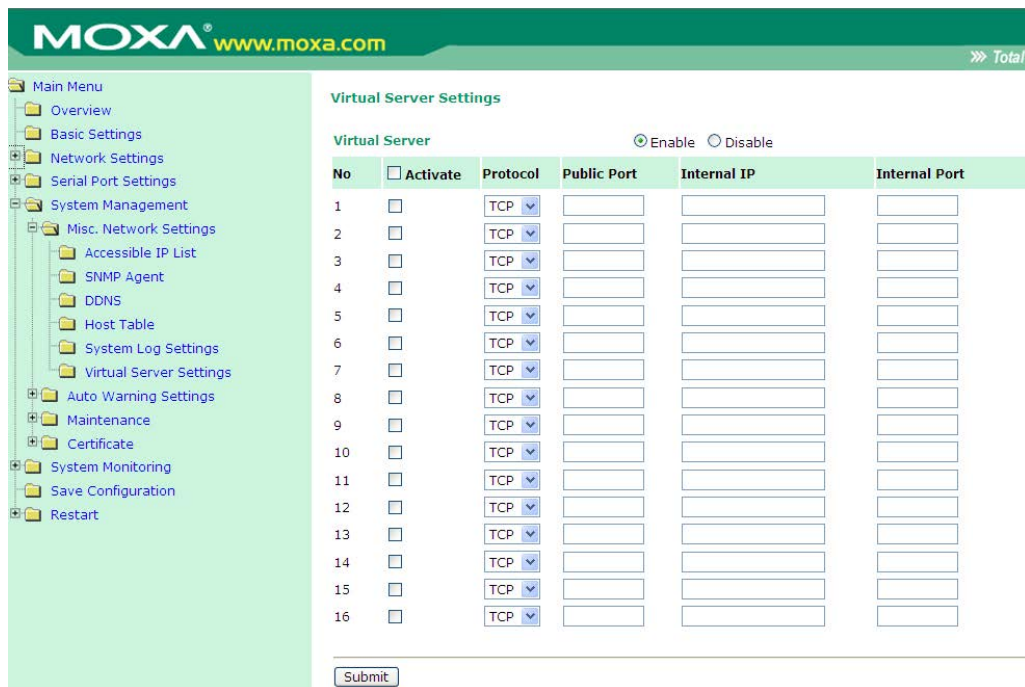 MOXA® www.moxa.com
Total
Main Menu
Overview
Basic Settings
Network Settings
Serial Port Settings
System Management
Misc. Network Settings
Accessible IP List
SNMP Agent
DDNS
Host Table
System Log Settings
Virtual Server Settings
Auto Warning Settings
Maintenance
Certificate
System Monitoring
Save Configuration
Restart
Virtual Server Settings
Virtual Server Enable Disable
No Activate Protocol Public Port Internal IP Internal Port
1 TCP
2 TCP
3 TCP
4 TCP
5 TCP
6 TCP
7 TCP
8 TCP
9 TCP
10 TCP
11 TCP
12 TCP
13 TCP
14 TCP
15 TCP
16 TCP
Submit